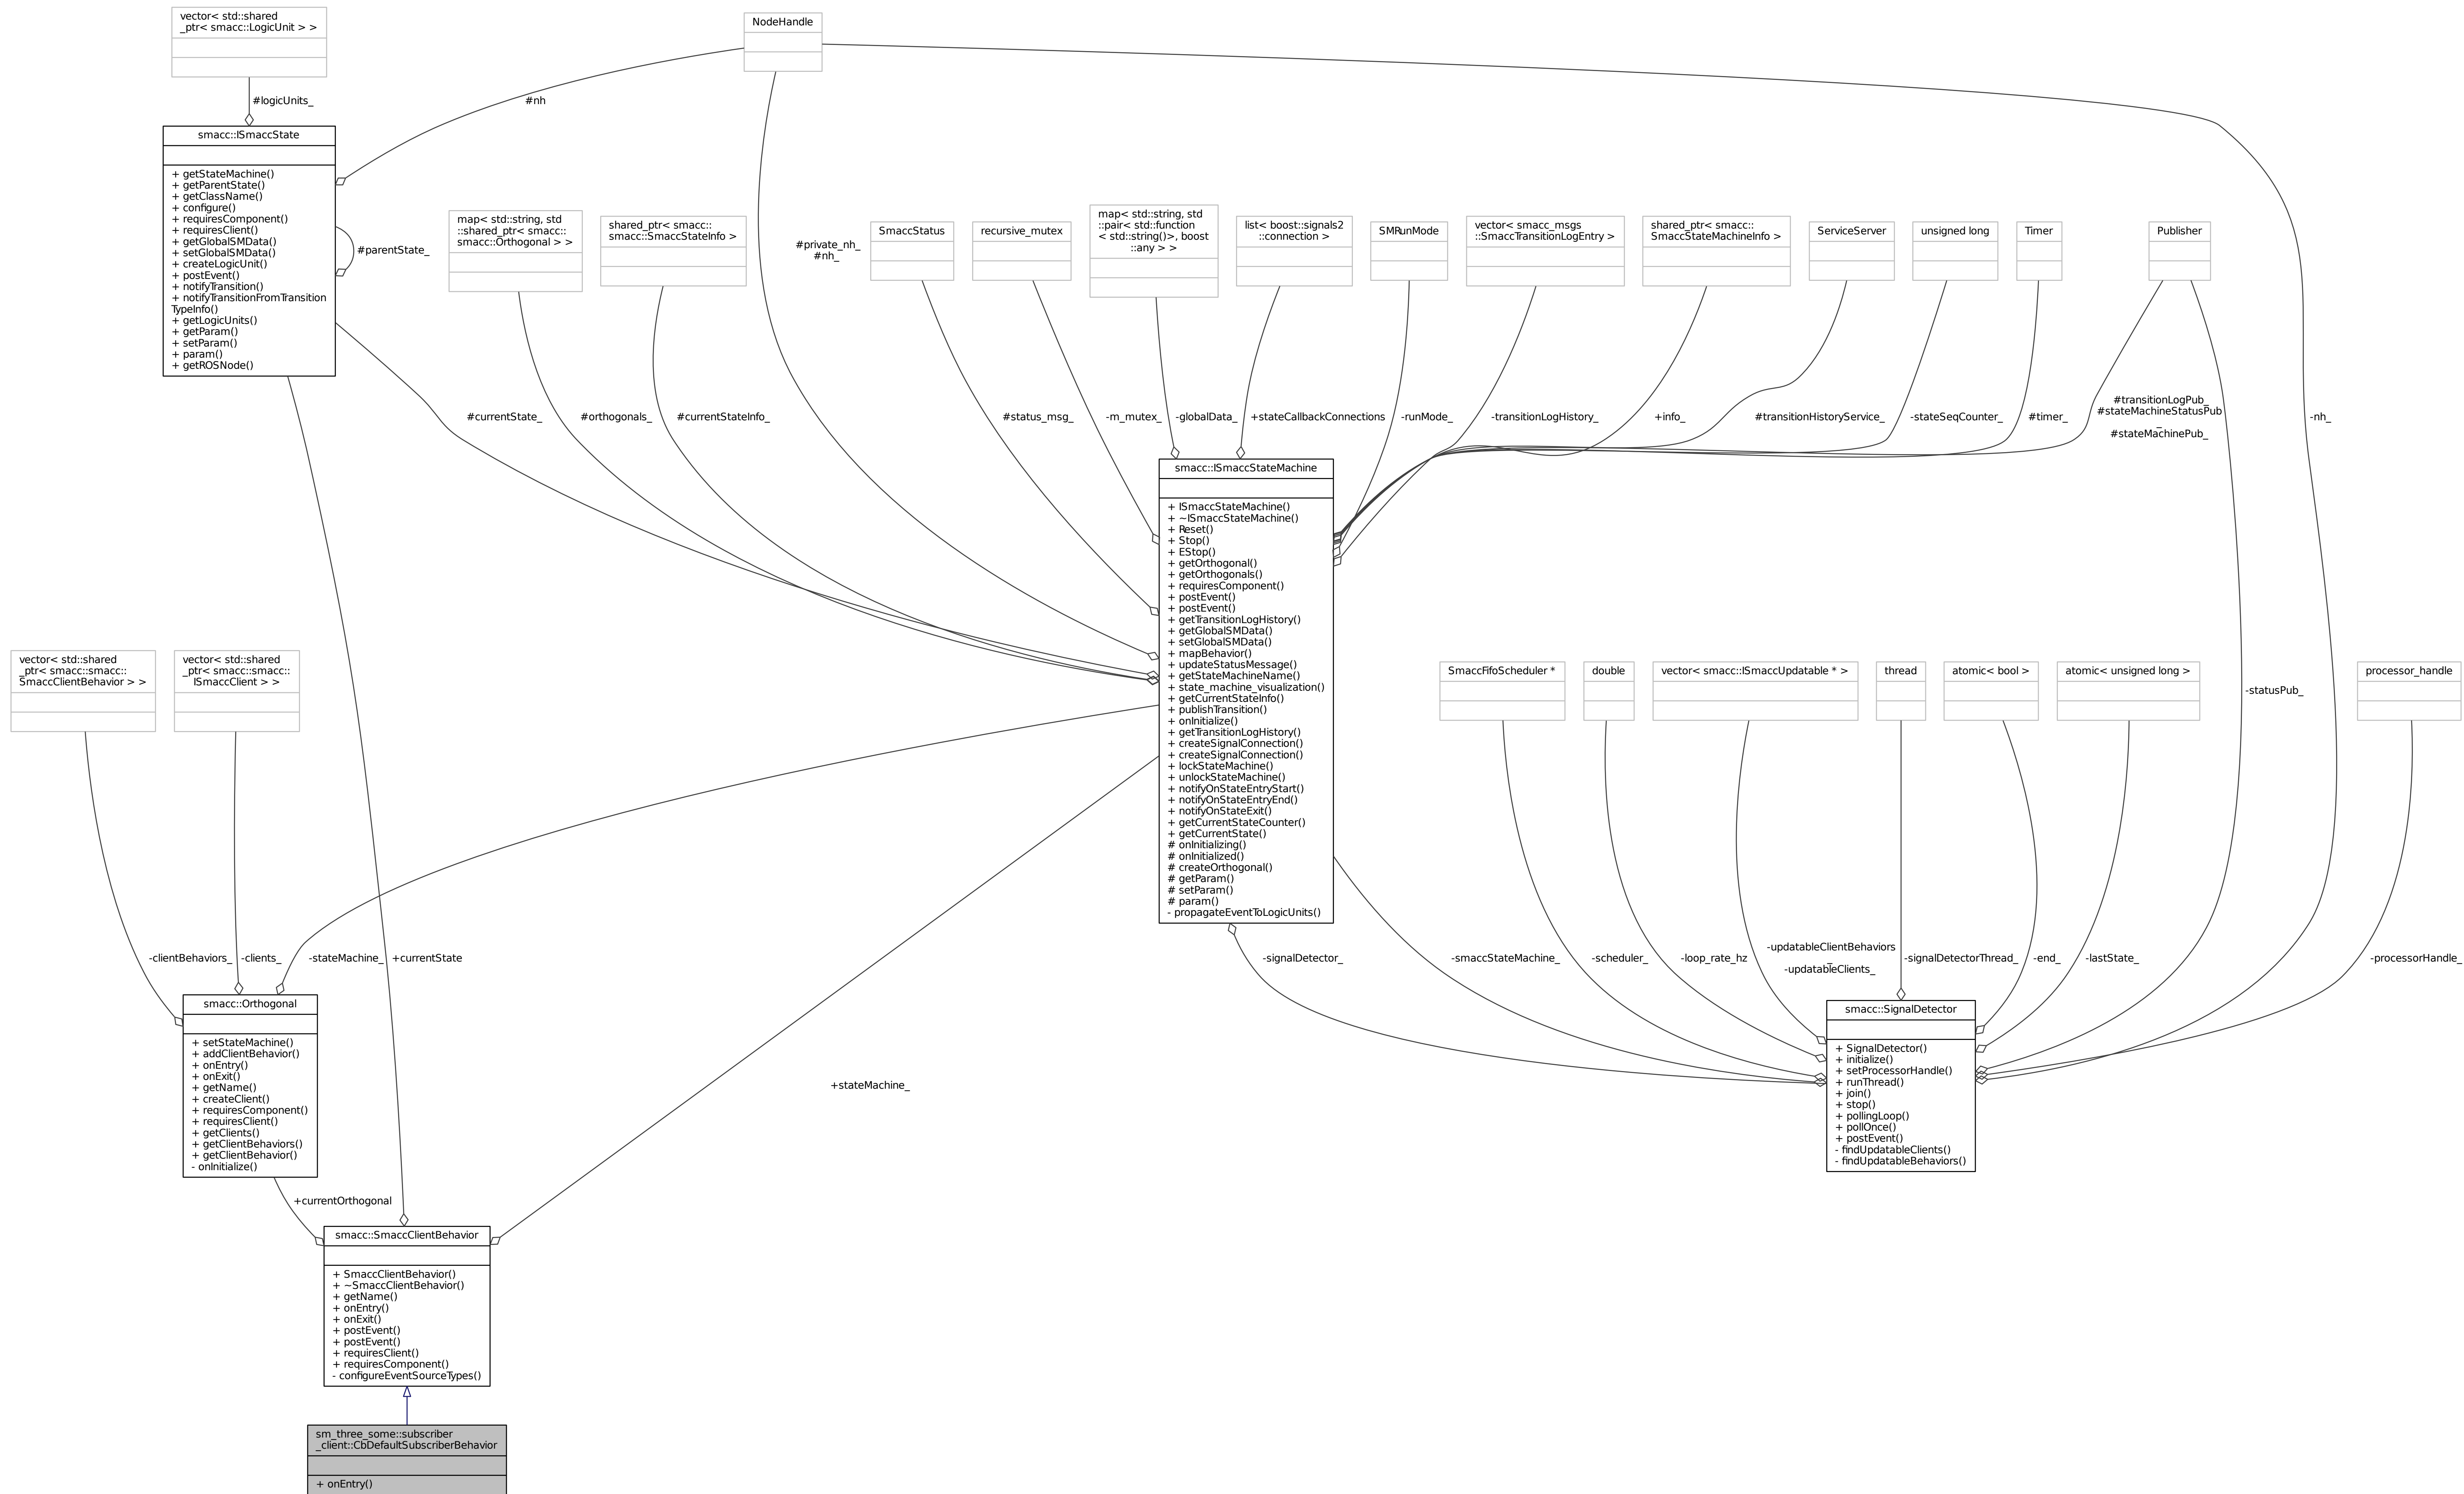 vector< std::shared
_ptr< smacc::LogicUnit > >
NodeHandle
#logicUnits_
#nh
smacc::ISmaccState
+ getStateMachine()
+ getParentState()
+ getClassName()
+ configure()
+ requiresComponent()
+ requiresClient()
+ getGlobalSMData()
+ setGlobalSMData()
+ createLogicUnit()
+ postEvent()
+ notifyTransition()
+ notifyTransitionFromTransition
TypeInfo()
+ getLogicUnits()
+ getParam()
+ setParam()
+ param()
+ getROSNode()
#parentState_
map< std::string, std
::shared_ptr< smacc::
smacc::Orthogonal > >
shared_ptr< smacc::
smacc::SmaccStateInfo >
#private_nh_
#nh_
SmaccStatus
recursive_mutex
map< std::string, std
::pair< std::function
< std::string()>, boost
::any > >
list< boost::signals2
::connection >
SMRunMode
vector< smacc_msgs
::SmaccTransitionLogEntry >
shared_ptr< smacc::
SmaccStateMachineInfo >
ServiceServer
unsigned long
Timer
Publisher
#currentState_
#orthogonals_
#currentStateInfo_
#status_msg_
-m_mutex_
-globalData_
+stateCallbackConnections
-runMode_
-transitionLogHistory_
+info_
#transitionHistoryService_
-stateSeqCounter_
#timer_
#transitionLogPub_
#stateMachineStatusPub
_
#stateMachinePub_
-nh_
smacc::ISmaccStateMachine
+ ISmaccStateMachine()
+ ~ISmaccStateMachine()
+ Reset()
+ Stop()
+ EStop()
+ getOrthogonal()
+ getOrthogonals()
+ requiresComponent()
+ postEvent()
+ postEvent()
+ getTransitionLogHistory()
+ getGlobalSMData()
+ setGlobalSMData()
+ mapBehavior()
+ updateStatusMessage()
+ getStateMachineName()
+ state_machine_visualization()
+ getCurrentStateInfo()
+ publishTransition()
+ onInitialize()
+ getTransitionLogHistory()
+ createSignalConnection()
+ createSignalConnection()
+ lockStateMachine()
+ unlockStateMachine()
+ notifyOnStateEntryStart()
+ notifyOnStateEntryEnd()
+ notifyOnStateExit()
+ getCurrentStateCounter()
+ getCurrentState()
# onInitializing()
# onInitialized()
# createOrthogonal()
# getParam()
# setParam()
# param()
- propagateEventToLogicUnits()
vector< std::shared
_ptr< smacc::smacc::
SmaccClientBehavior > >
vector< std::shared
_ptr< smacc::smacc::
ISmaccClient > >
SmaccFifoScheduler *
double
vector< smacc::ISmaccUpdatable * >
thread
atomic< bool >
atomic< unsigned long >
-statusPub_
processor_handle
-clientBehaviors_
-clients_
-stateMachine_
+currentState
-signalDetector_
-smaccStateMachine_
-scheduler_
-loop_rate_hz
-updatableClientBehaviors
_
-updatableClients_
-signalDetectorThread_
-end_
-lastState_
-processorHandle_
smacc::Orthogonal
+ setStateMachine()
+ addClientBehavior()
+ onEntry()
+ onExit()
+ getName()
+ createClient()
+ requiresComponent()
+ requiresClient()
+ getClients()
+ getClientBehaviors()
+ getClientBehavior()
- onInitialize()
+stateMachine_
smacc::SignalDetector
+ SignalDetector()
+ initialize()
+ setProcessorHandle()
+ runThread()
+ join()
+ stop()
+ pollingLoop()
+ pollOnce()
+ postEvent()
- findUpdatableClients()
- findUpdatableBehaviors()
+currentOrthogonal
smacc::SmaccClientBehavior
+ SmaccClientBehavior()
+ ~SmaccClientBehavior()
+ getName()
+ onEntry()
+ onExit()
+ postEvent()
+ postEvent()
+ requiresClient()
+ requiresComponent()
- configureEventSourceTypes()
sm_three_some::subscriber
_client::CbDefaultSubscriberBehavior
+ onEntry()